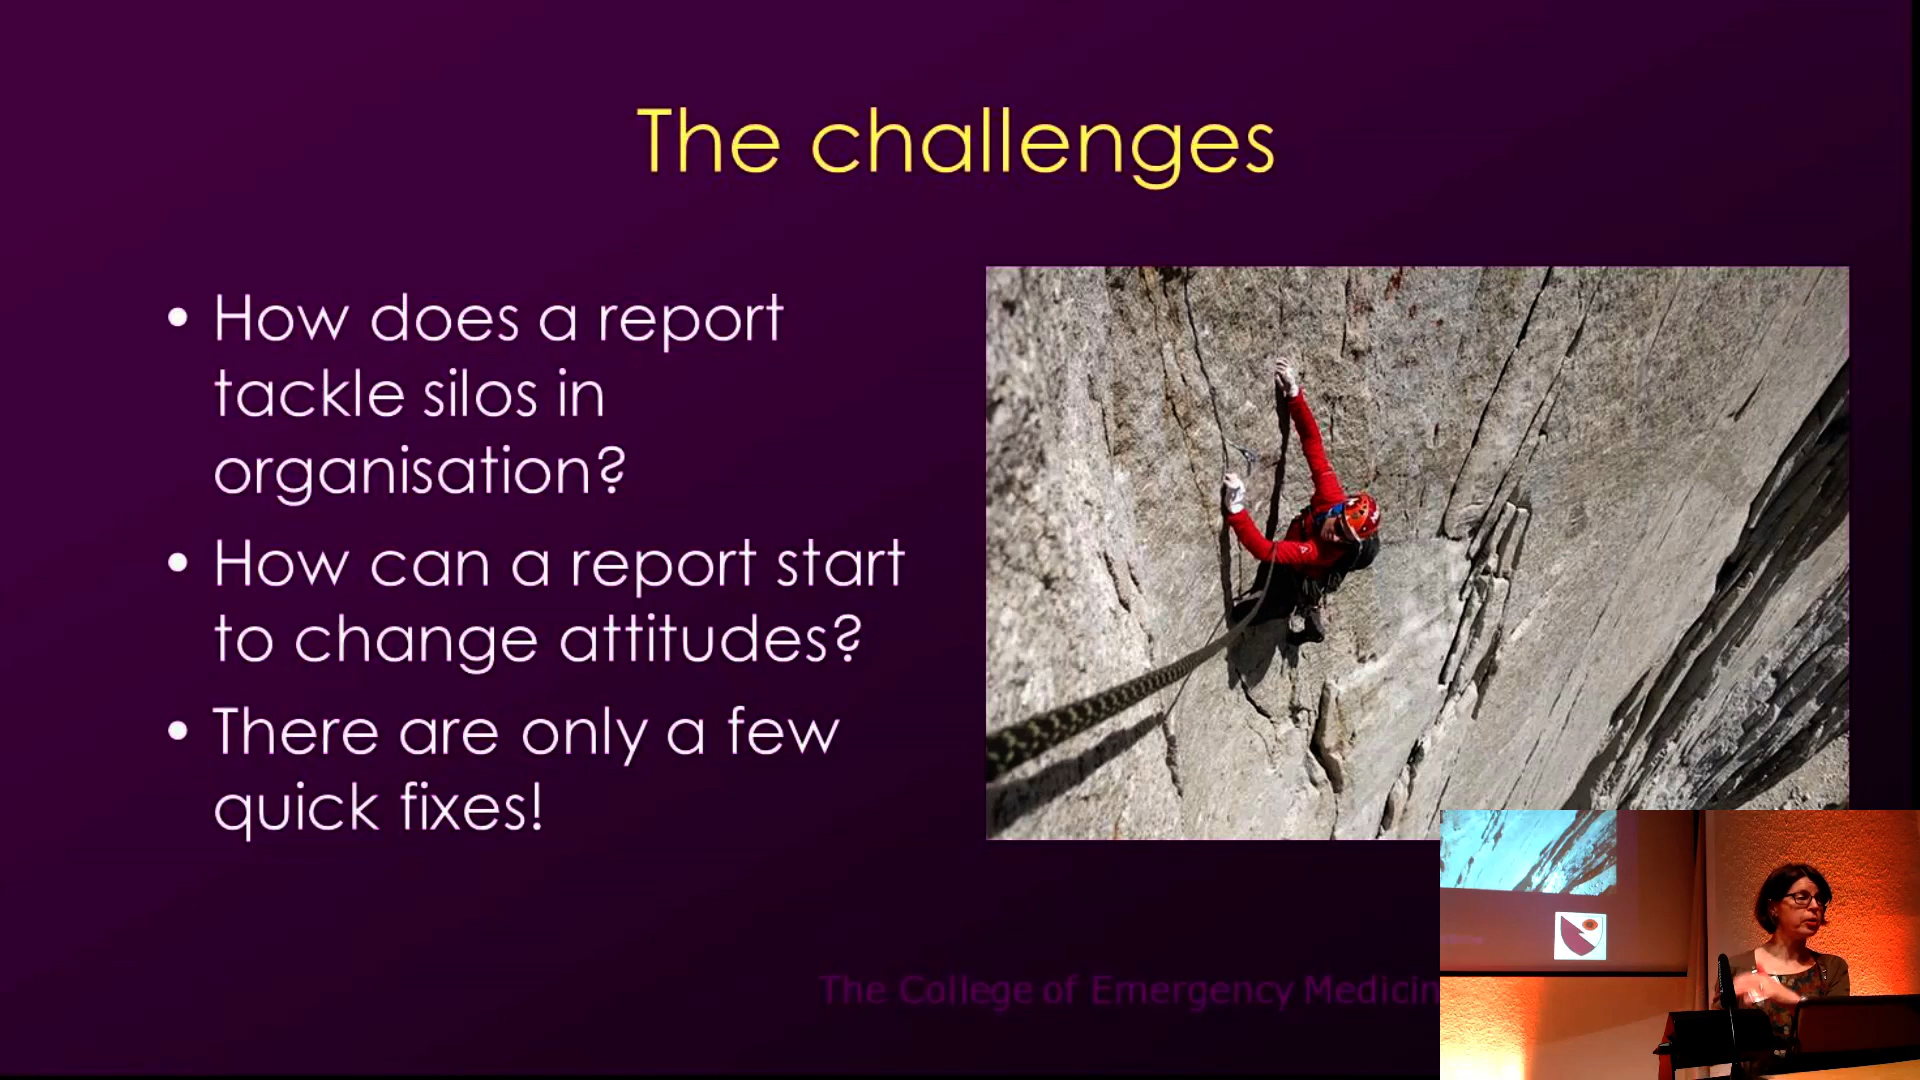 The challenges
• How does a report
tackle silos in
organisation?
• How can a report start
to change attitudes?
• There are only a few
quick fixes!
The College of Emergency